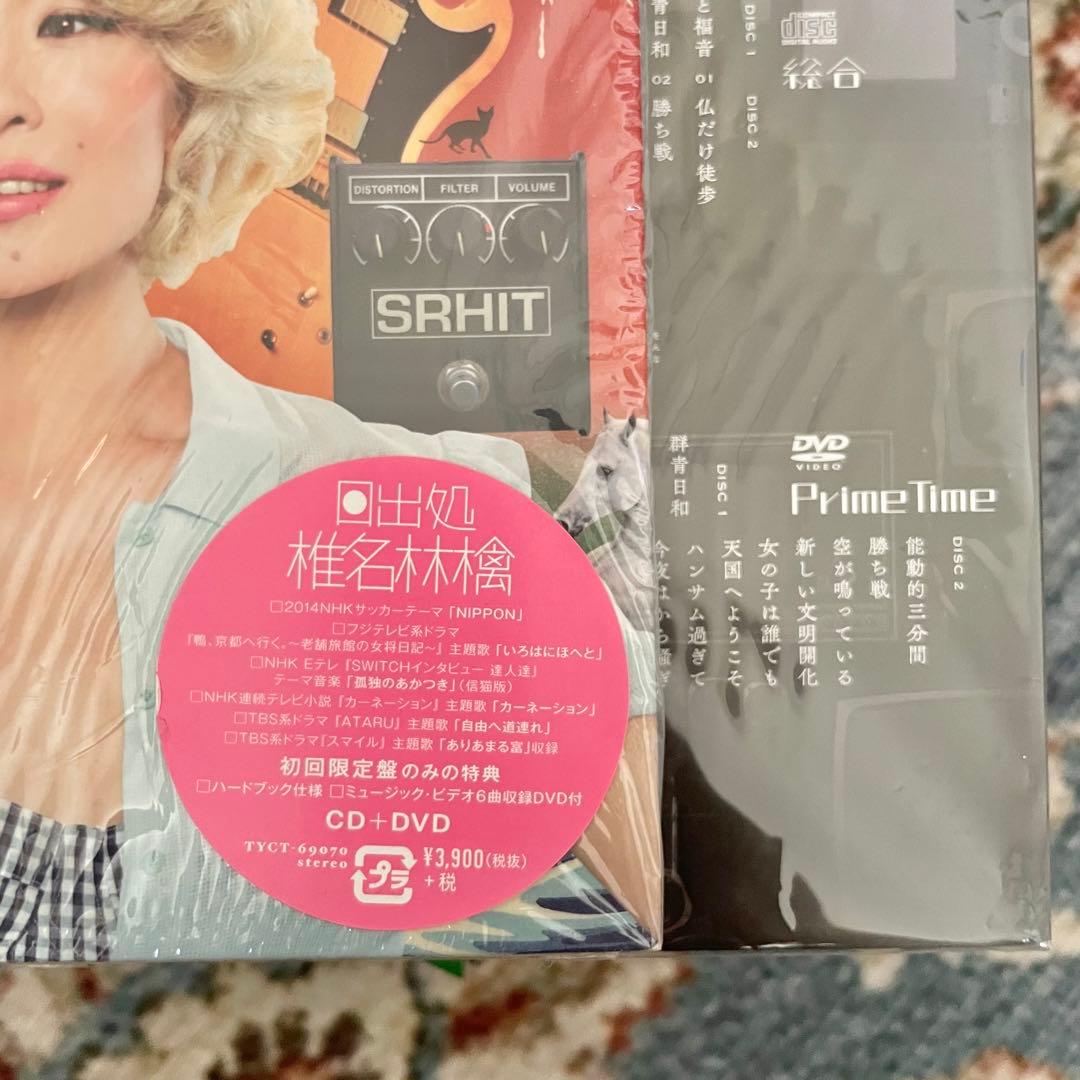 DISTORTION FILTER VOLUME
SRHIT
日出処
椎名林檎
□2014NHKサッカーテーマ「NIPPON」
□フジテレビ系ドラマ
『鴨、京都へ行く。〜老舗旅館の女将日記〜』主題歌「いろはにほへと」
□NHK Eテレ『SWITCHインタビュー 達人達』
テーマ音楽「孤独のあかつき」(信猫版)
□NHK連続テレビ小説『カーネーション』主題歌「カーネーション」
□TBS系ドラマ『ATARU』主題歌「自由へ道連れ」
□TBS系ドラマ『スマイル』主題歌「ありあまる富」収録
初回限定盤のみの特典
□ハードブック仕様 □ミュージック・ビデオ6曲収録DVD付
CD+DVD
TYCT-69070
stereo
プラ
¥3,900(税抜)
+税
COMPACT
disc
DIGITAL AUDIO
総合
DISC 1
と福音
青日和
DISC 2
01 仏だけ徒歩
02 勝ち戦
DVD
VIDEO
PrimeTime
DISC 2
能動的三分間
勝ち戦
空が鳴っている
新しい文明開化
女の子は誰でも
天国へようこそ
ハンサム過ぎて
今夜はから騒ぎ
DISC 1
群青日和